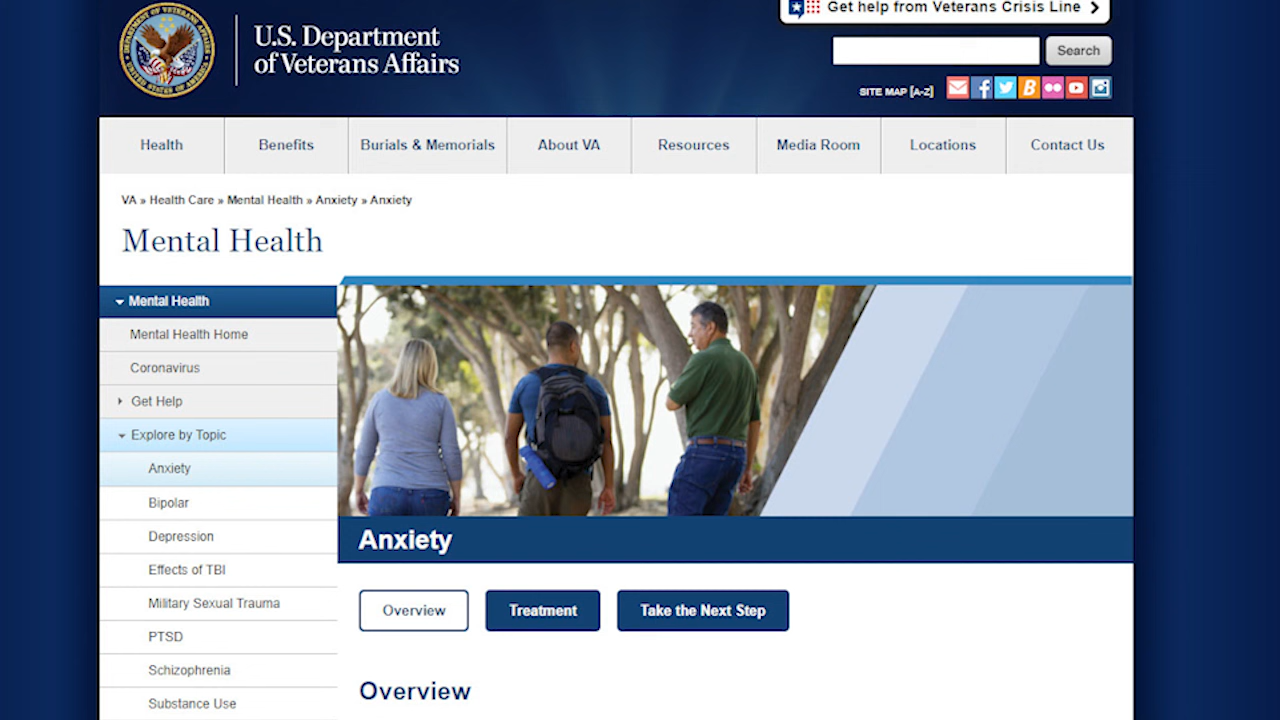 Get help from Veterans Crisis Line
U.S. Department
of Veterans Affairs
Search
SITE MAP [A-Z]
Health
Benefits
Burials & Memorials
About VA
Resources
Media Room
Locations
Contact Us
VA » Health Care » Mental Health » Anxiety » Anxiety
Mental Health
Mental Health
Mental Health Home
Coronavirus
Get Help
Explore by Topic
Anxiety
Bipolar
Depression
Effects of TBI
Military Sexual Trauma
PTSD
Schizophrenia
Substance Use
Anxiety
Overview
Treatment
Take the Next Step
Overview